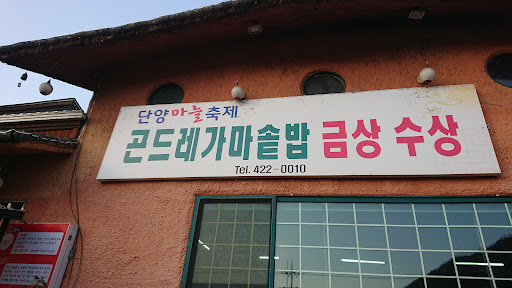 단양마늘축제
곤드레가마솥밥 금상 수상
Tel. 422-0010